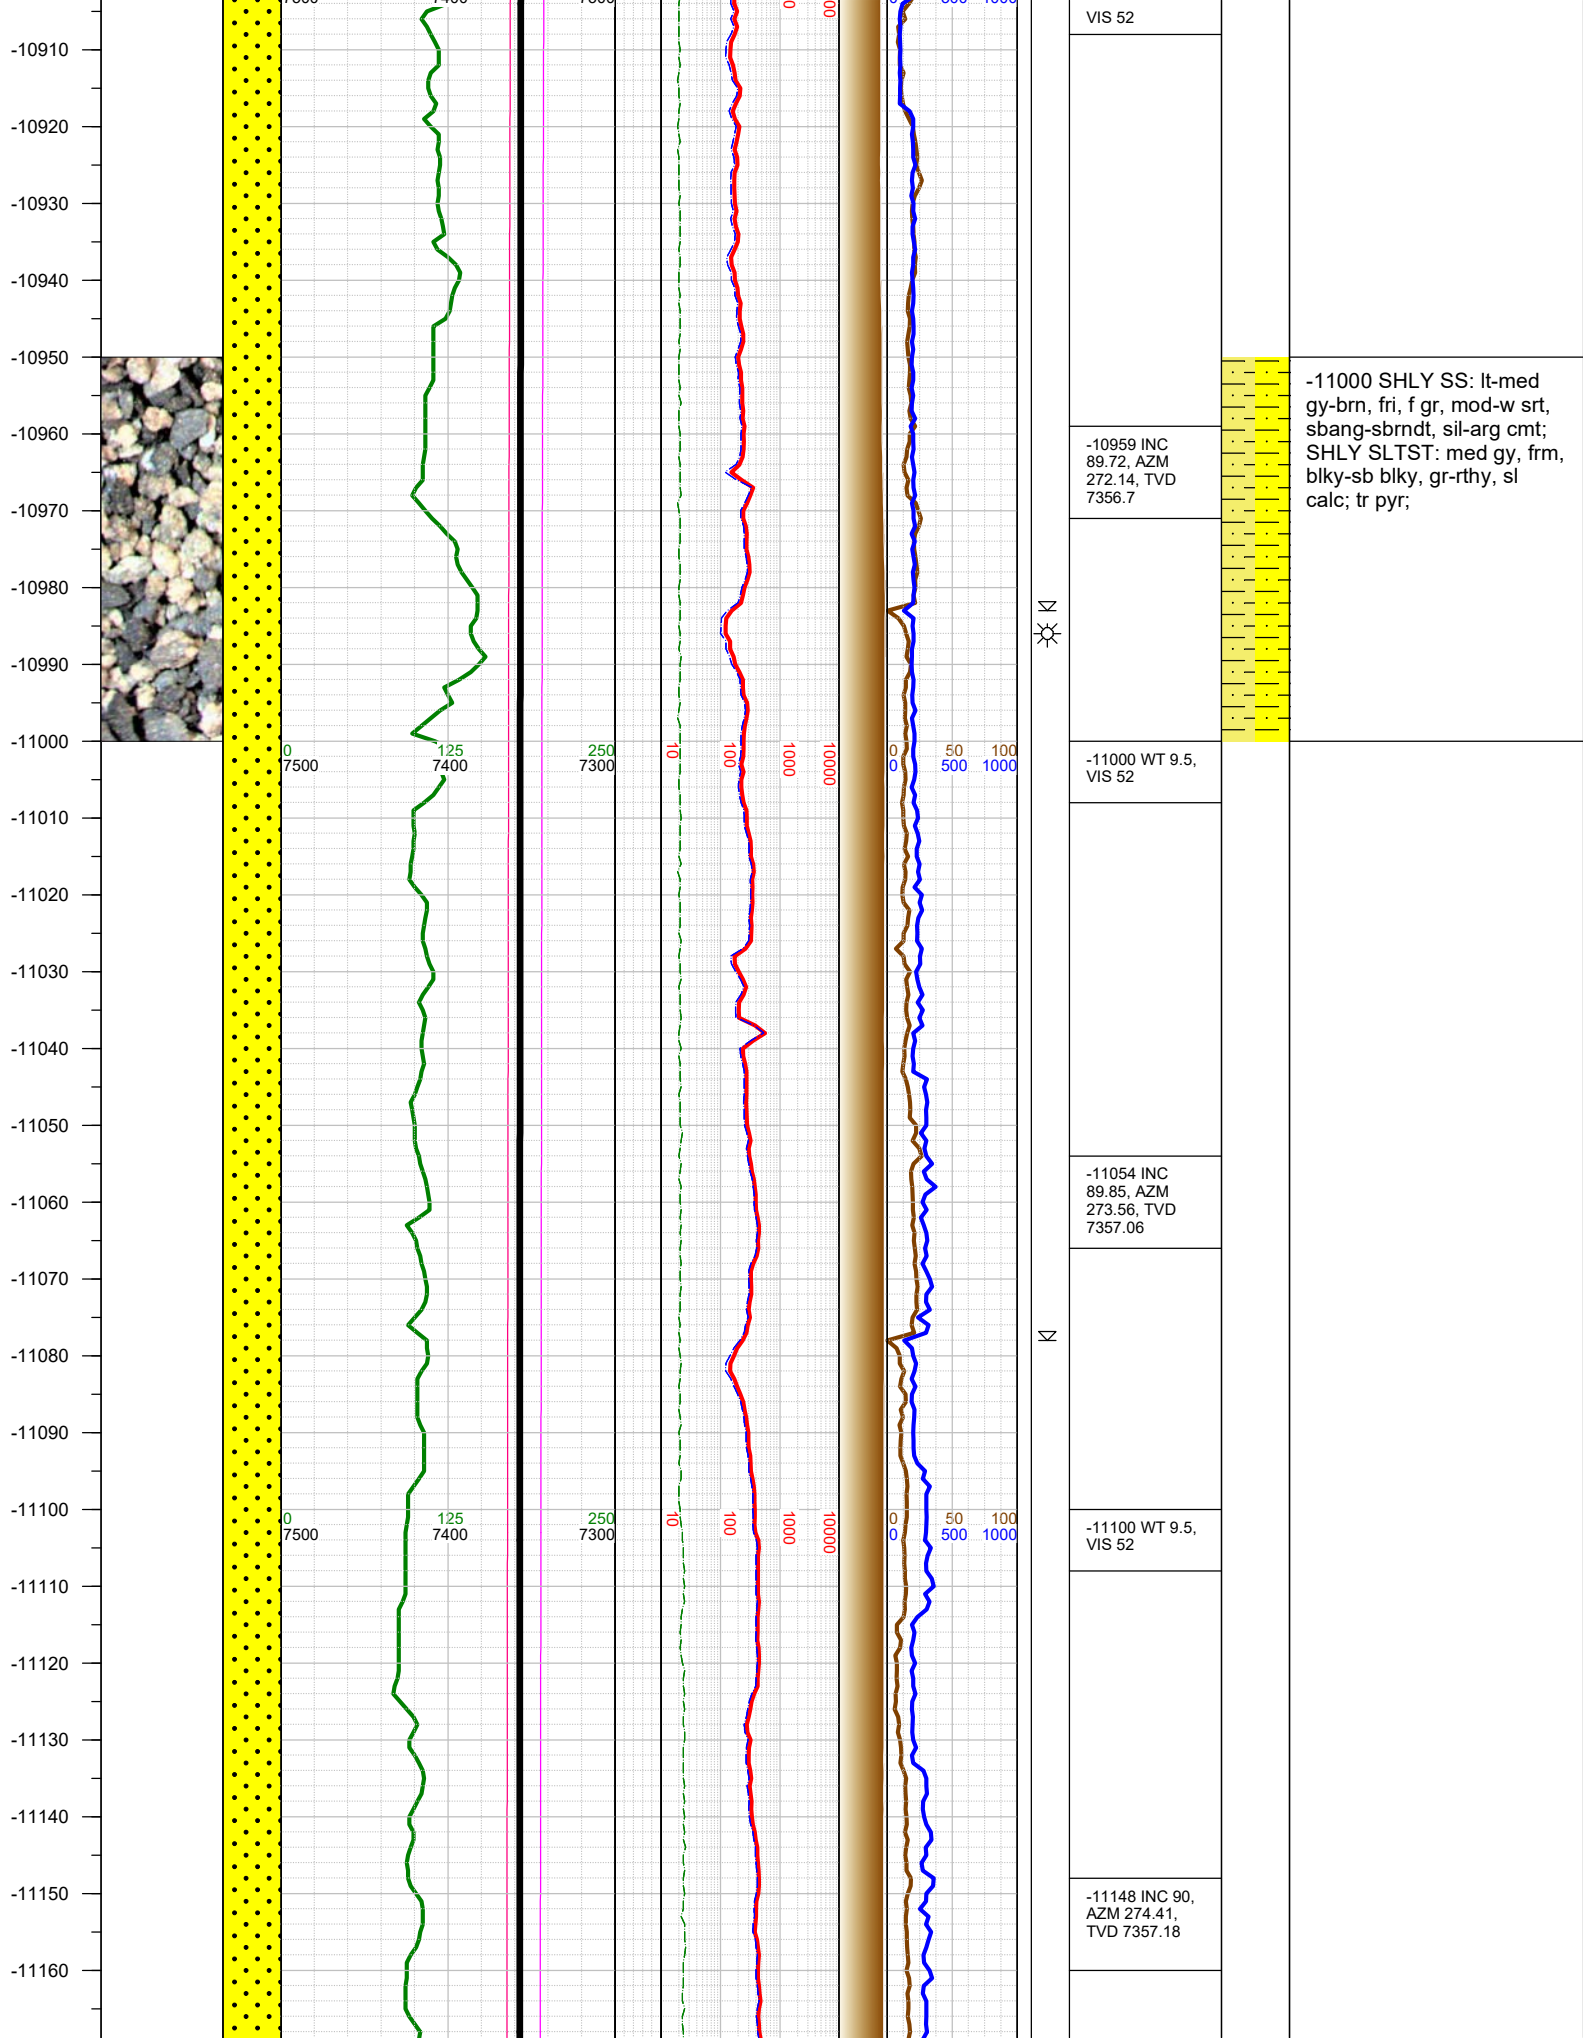 7400
500 1000
VIS 52
-10910
-10920
-10930
-10940
-10950
-11000 SHLY SS: lt-med
gy-brn, fri, f gr, mod-w srt,
sbang-sbrndt, sil-arg cmt;
SHLY SLTST: med gy, frm,
blky-sb blky, gr-rthy, sl
calc; tr pyr;
-10960
-10959 INC
89.72, AZM
272.14, TVD
7356.7
-10970
-10980
-10990
-11000
0 125 250
7500 7400 7300
10 100 1000 10000
0 50 100
0 500 1000
-11000 WT 9.5,
VIS 52
-11010
-11020
-11030
-11040
-11050
-11054 INC
89.85, AZM
273.56, TVD
7357.06
-11060
-11070
-11080
-11090
-11100
0 125 250
7500 7400 7300
10 100 1000 10000
0 50 100
0 500 1000
-11100 WT 9.5,
VIS 52
-11110
-11120
-11130
-11140
-11150
-11148 INC 90,
AZM 274.41,
TVD 7357.18
-11160